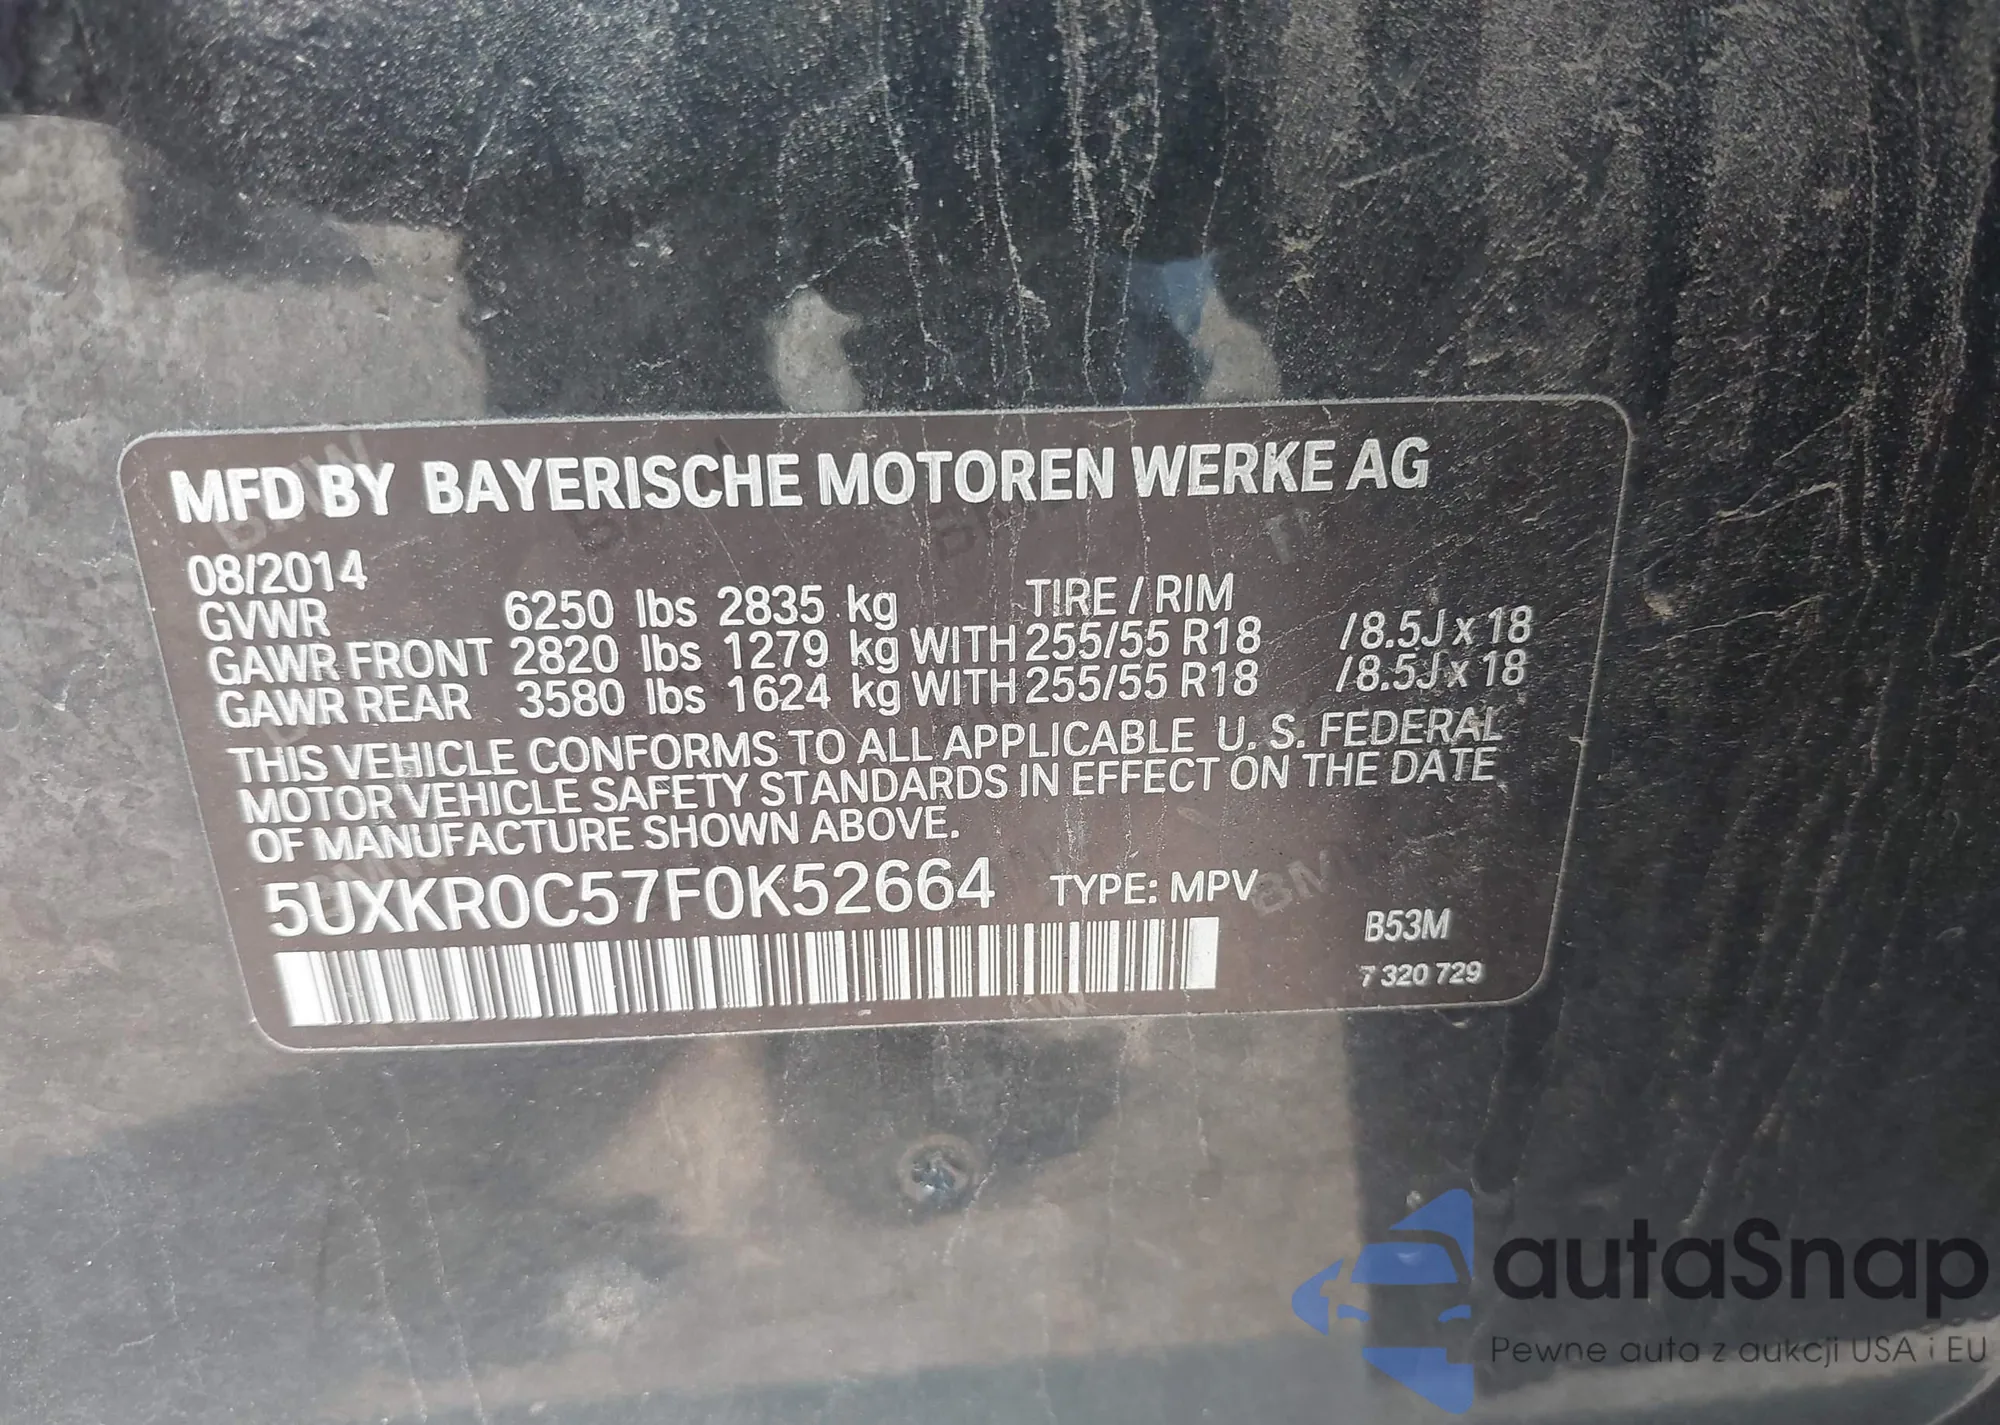 MFD BY BAYERISCHE MOTOREN WERKE AG
08/2014
GVWR 6250 lbs 2835 kg TIRE / RIM
GAWR FRONT 2820 lbs 1279 kg WITH 255/55 R18 /8.5J x 18
GAWR REAR 3580 lbs 1624 kg WITH 255/55 R18 /8.5J x 18
THIS VEHICLE CONFORMS TO ALL APPLICABLE U. S. FEDERAL
MOTOR VEHICLE SAFETY STANDARDS IN EFFECT ON THE DATE
OF MANUFACTURE SHOWN ABOVE.
5UXKR0C57F0K52664 TYPE: MPV
B53M
7 320 729
autaSnap
Pewne auta z aukcji USA i EU